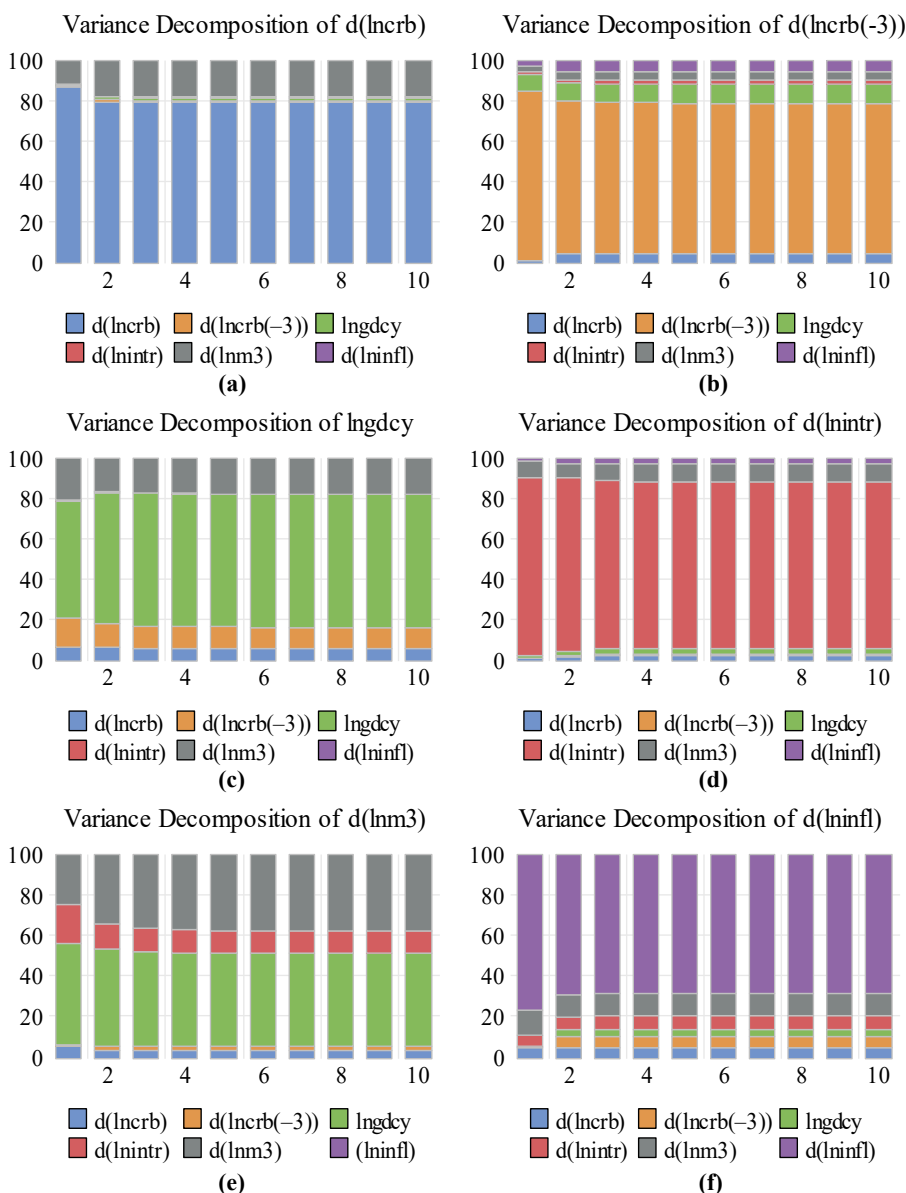 Variance Decomposition of d(lncrb)
100
80
60
40
20
0
2 4 6 8 10
d(lncrb) d(lncrb(−3)) lngdcy
d(lnintr) d(lnm3) d(lninfl)
(a)
Variance Decomposition of d(lncrb(-3))
100
80
60
40
20
0
2 4 6 8 10
d(lncrb) d(lncrb(−3)) lngdcy
d(lnintr) d(lnm3) d(lninfl)
(b)
Variance Decomposition of lngdcy
100
80
60
40
20
0
2 4 6 8 10
d(lncrb) d(lncrb(−3)) lngdcy
d(lnintr) d(lnm3) d(lninfl)
(c)
Variance Decomposition of d(lnintr)
100
80
60
40
20
0
2 4 6 8 10
d(lncrb) d(lncrb(−3)) lngdcy
d(lnintr) d(lnm3) d(lninfl)
(d)
Variance Decomposition of d(lnm3)
100
80
60
40
20
0
2 4 6 8 10
d(lncrb) d(lncrb(−3)) lngdcy
d(lnintr) d(lnm3) (lninfl)
(e)
Variance Decomposition of d(lninfl)
100
80
60
40
20
0
2 4 6 8 10
d(lncrb) d(lncrb(−3)) lngdcy
d(lnintr) d(lnm3) d(lninfl)
(f)